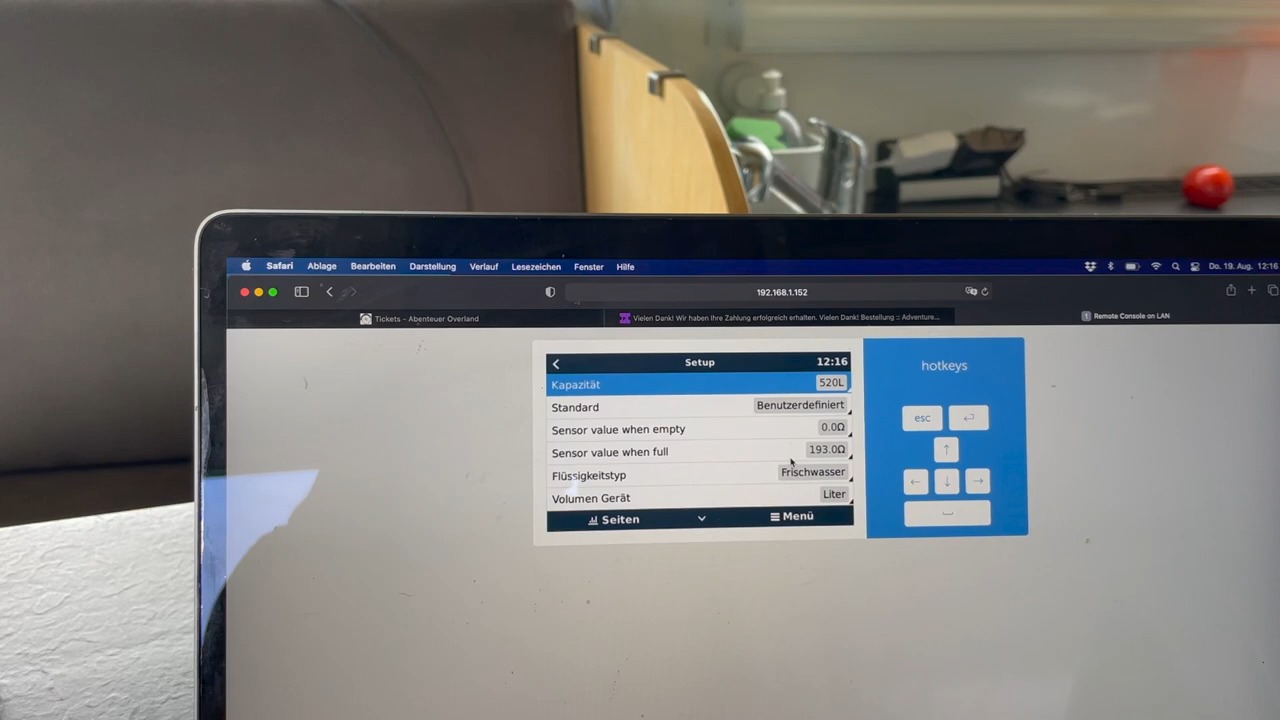 Safari Ablage Bearbeiten Darstellung Verlauf Lesezeichen Fenster Hilfe Do. 19. Aug. 12:16
192.168.1.152
Tickets - Abenteuer Overland
Vielen Dank! Wir haben Ihre Zahlung erfolgreich erhalten. Vielen Dank! Bestellung :: Adventure...
1 Remote Console on LAN
Setup 12:16
Kapazität 520L
Standard Benutzerdefiniert
Sensor value when empty 0.0Ω
Sensor value when full 193.0Ω
Flüssigkeitstyp Frischwasser
Volumen Gerät Liter
Seiten Menü
hotkeys
esc